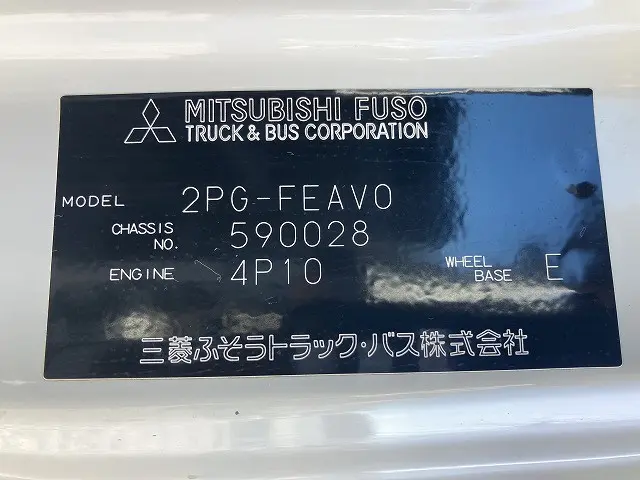 MITSUBISHI FUSO
TRUCK & BUS CORPORATION
MODEL 2PG-FEAV0
CHASSIS NO. 590028
ENGINE 4P10 WHEEL BASE E
三菱ふそうトラック・バス株式会社